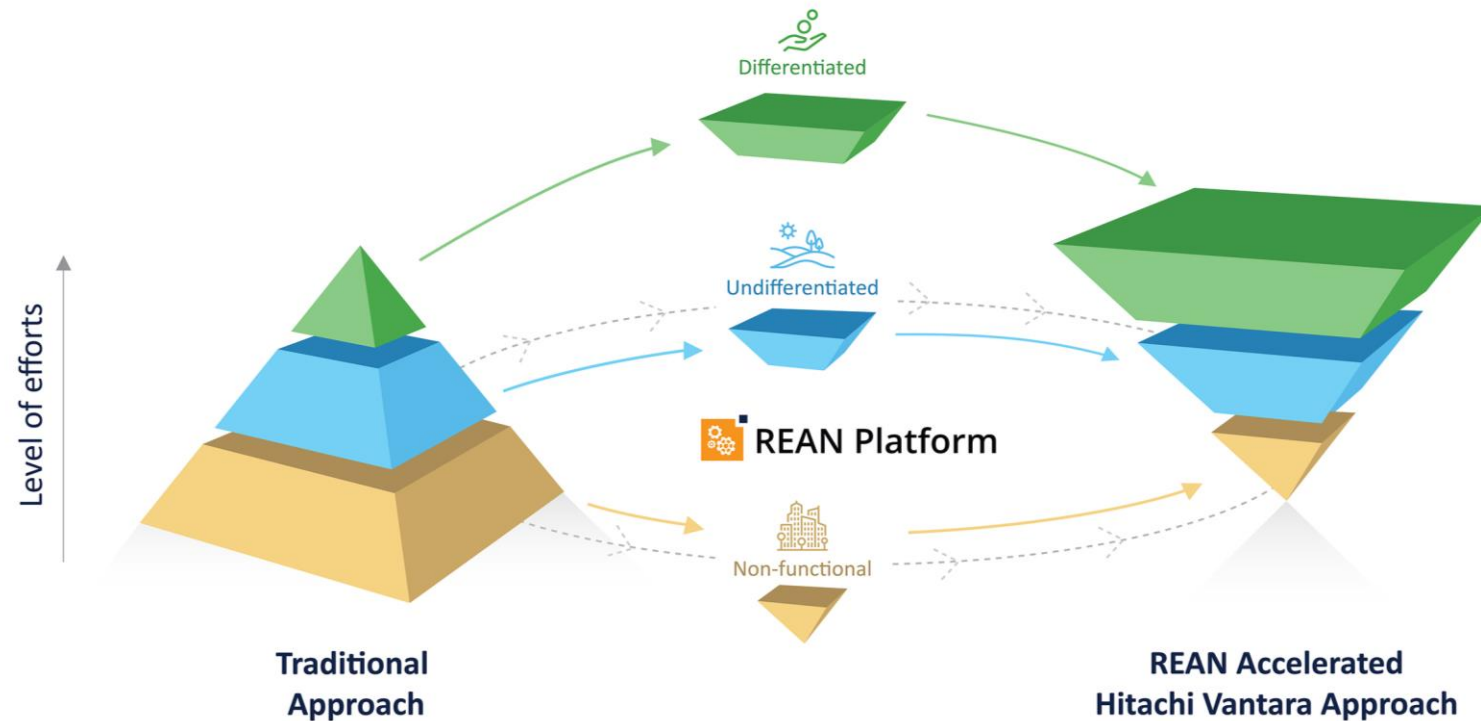 Differentiated
Undifferentiated
Level of efforts
REAN Platform
Non-functional
Traditional
Approach
REAN Accelerated
Hitachi Vantara Approach